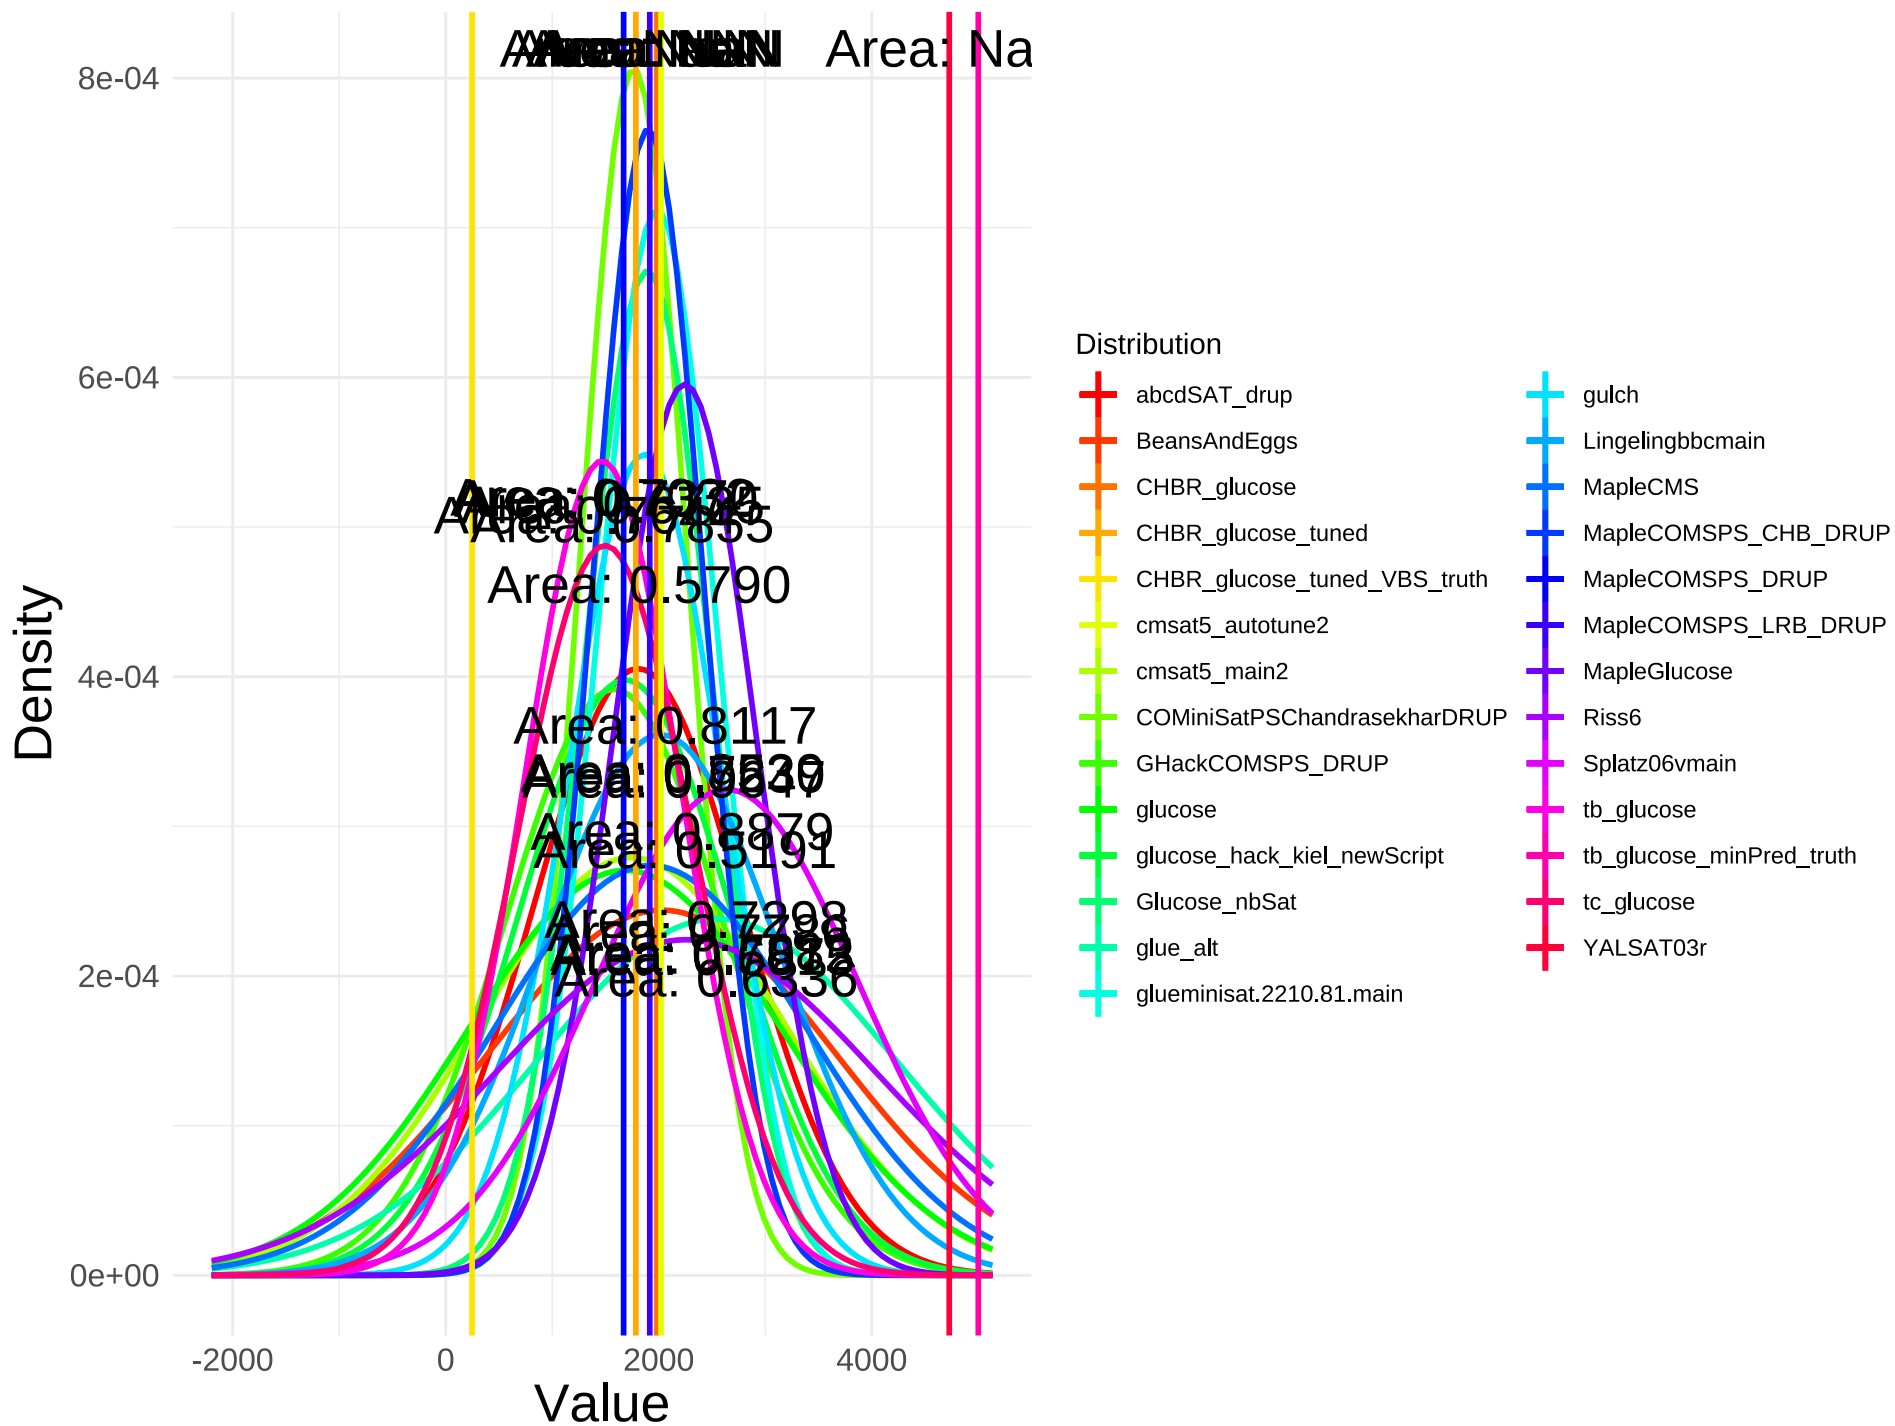 Area: Na
8e-04
6e-04
4e-04
2e-04
0e+00
Density
Area: 0.7855
Area: 0.5790
Area: 0.8117
Area: 0.8879
Area: 0.5191
Area: 0.7298
Area: 0.6336
-2000
0
2000
4000
Value
Distribution
abcdSAT_drup
BeansAndEggs
CHBR_glucose
CHBR_glucose_tuned
CHBR_glucose_tuned_VBS_truth
cmsat5_autotune2
cmsat5_main2
COMiniSatPSChandrasekharDRUP
GHackCOMSPS_DRUP
glucose
glucose_hack_kiel_newScript
Glucose_nbSat
glue_alt
glueminisat.2210.81.main
gulch
Lingelingbbcmain
MapleCMS
MapleCOMSPS_CHB_DRUP
MapleCOMSPS_DRUP
MapleCOMSPS_LRB_DRUP
MapleGlucose
Riss6
Splatz06vmain
tb_glucose
tb_glucose_minPred_truth
tc_glucose
YALSAT03r